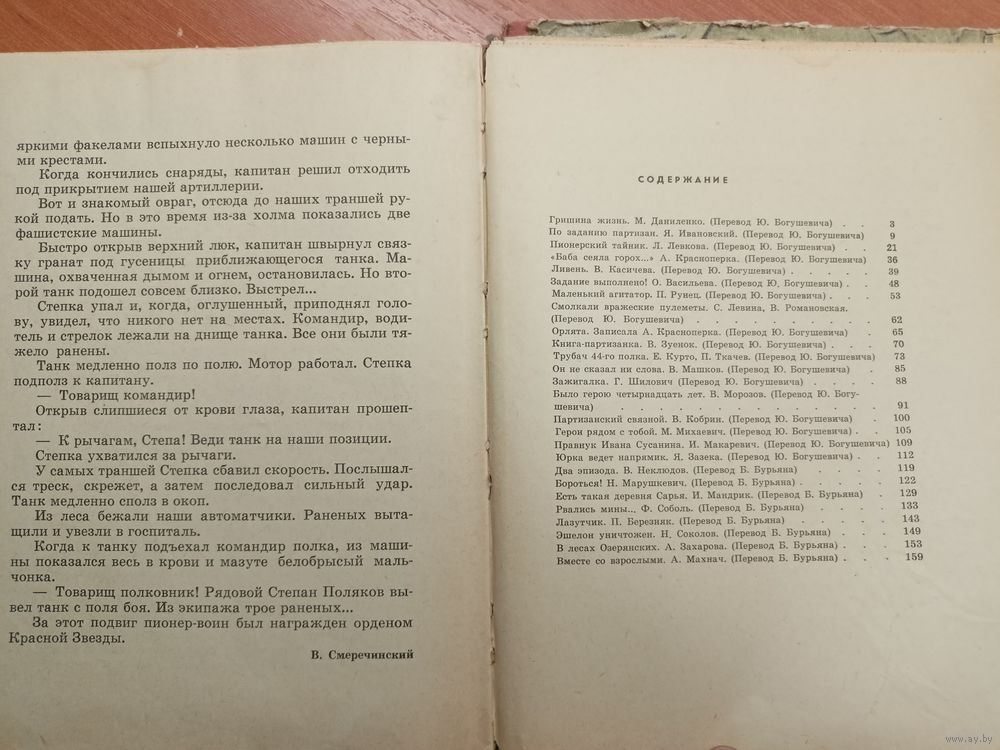 яркими факелами вспыхнуло несколько машин с черны-
ми крестами.
Когда кончились снаряды, капитан решил отходить
под прикрытием нашей артиллерии.
Вот и знакомый овраг, отсюда до наших траншей ру-
кой подать. Но в это время из-за холма показались две
фашистские машины.
Быстро открыв верхний люк, капитан швырнул связ-
ку гранат под гусеницы приближающегося танка. Ма-
шина, охваченная дымом и огнем, остановилась. Но вто-
рой танк подошел совсем близко. Выстрел...
Степка упал и, когда, оглушенный, приподнял голо-
ву, увидел, что никого нет на местах. Командир, води-
тель и стрелок лежали на днище танка. Все они были тя-
жело ранены.
Танк медленно полз по полю. Мотор работал. Степка
подполз к капитану.
— Товарищ командир!
Открыв слипшиеся от крови глаза, капитан прошеп-
тал:
— К рычагам, Степа! Веди танк на наши позиции.
Степка ухватился за рычаги.
У самых траншей Степка сбавил скорость. Послышал-
ся треск, скрежет, а затем последовал сильный удар.
Танк медленно сполз в окоп.
Из леса бежали наши автоматчики. Раненых выта-
щили и увезли в госпиталь.
Когда к танку подъехал командир полка, из маши-
ны показался весь в крови и мазуте белобрысый маль-
чонка.
— Товарищ полковник! Рядовой Степан Поляков вы-
вел танк с поля боя. Из экипажа трое раненых...
За этот подвиг пионер-воин был награжден орденом
Красной Звезды.
В. Смеречинский
СОДЕРЖАНИЕ
Гришина жизнь. М. Даниленко. (Перевод Ю. Богушевича) . . 3
По заданию партизан. Я. Ивановский. (Перевод Ю. Богушевича) 9
Пионерский тайник. Л. Левкова. (Перевод Ю. Богушевича) . . 21
«Баба сеяла горох...» А. Красноперка. (Перевод Ю. Богушевича) 36
Ливень. В. Касичева. (Перевод Ю. Богушевича) . . . . . 39
Задание выполнено! О. Васильева. (Перевод Ю. Богушевича) . 48
Маленький агитатор. П. Рунец. (Перевод Ю. Богушевича) . . 53
Смолкали вражеские пулеметы. С. Левина, В. Романовская.
(Перевод Ю. Богушевича) . . . . . . . . . . 62
Орлята. Записала А. Красноперка. (Перевод Ю. Богушевича) . 65
Книга-партизанка. В. Зуенок. (Перевод Ю. Богушевича) . . . 70
Трубач 44-го полка. Е. Курто, П. Ткачев. (Перевод Ю. Богушевича) 73
Он не сказал ни слова. В. Машков. (Перевод Ю. Богушевича) . 85
Зажигалка. Г. Шилович (Перевод Ю. Богушевича) . . . . 88
Было герою четырнадцать лет. В. Морозов. (Перевод Ю. Богу-
шевича) . . . . . . . . . . . . . 91
Партизанский связной. В. Кобрин. (Перевод Ю. Богушевича) . 100
Герои рядом с тобой. М. Михаевич. (Перевод Ю. Богушевича) . . 105
Правнук Ивана Сусанина. И. Макаревич. (Перевод Ю. Богушевича) 109
Юрка ведет напрямик. Я. Зазека. (Перевод Ю. Богушевича) . . 112
Два эпизода. В. Неклюдов. (Перевод Б. Бурьяна) . . . . 119
Бороться! Н. Марушкевич. (Перевод Б. Бурьяна) . . . . . 122
Есть такая деревня Сарья. И. Мандрик. (Перевод Б. Бурьяна) . 129
Рвались мины.., Ф. Соболь. (Перевод Б. Бурьяна) . . . . 133
Лазутчик. П. Березняк. (Перевод Б. Бурьяна) . . . . 143
Эшелон уничтожен. Н. Соколов. (Перевод Б. Бурьяна) . . . 149
В лесах Озерянских. А. Захарова. (Перевод Б. Бурьяна) . . . 153
Вместе со взрослыми. А. Махнач. (Перевод Б. Бурьяна) . . . 159
www.ay.by